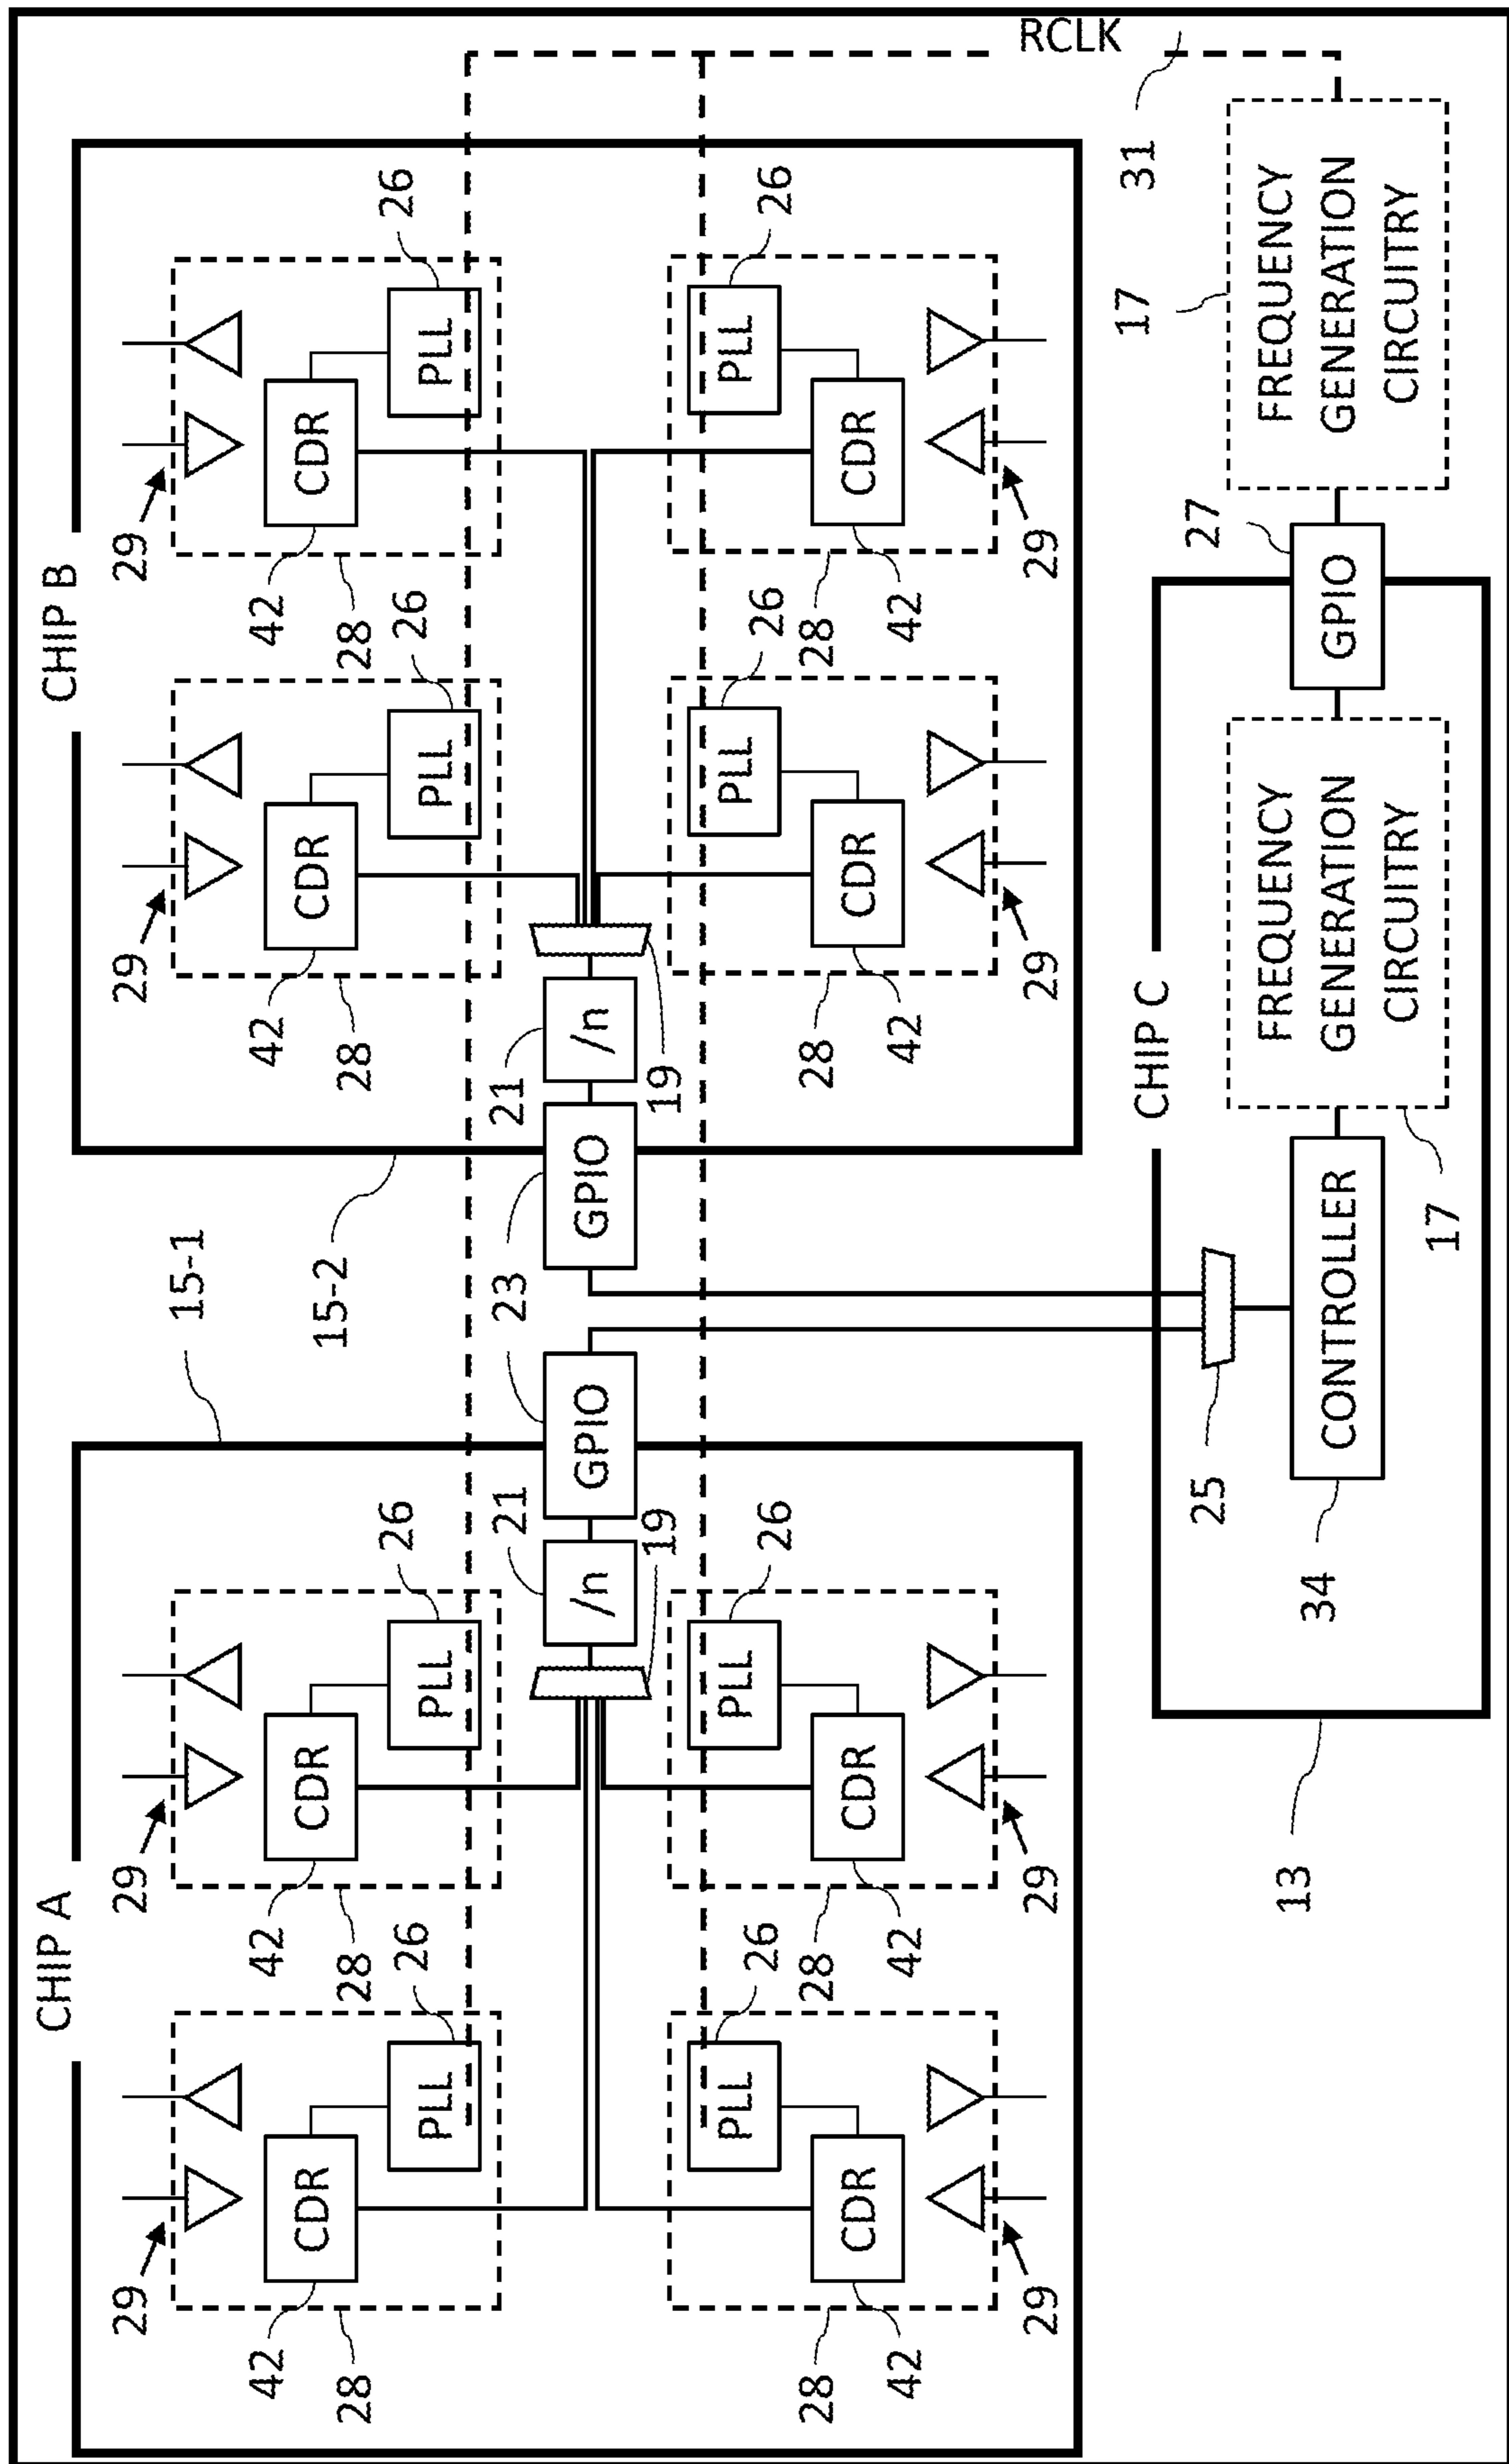 CHIP A
29
42
28
26
CDR
PLL
29
42
28
26
CDR
PLL
29
42
28
26
CDR
PLL
29
42
28
26
CDR
PLL
19
/n
21
GPIO
23
15-1
15-2
CHIP B
29
42
28
26
CDR
PLL
29
42
28
26
CDR
PLL
29
42
28
26
CDR
PLL
29
42
28
26
CDR
PLL
GPIO
/n
21
19
RCLK
31
CHIP C
13
34
25
CONTROLLER
17
FREQUENCY
GENERATION
CIRCUITRY
GPIO
27
17
FREQUENCY
GENERATION
CIRCUITRY